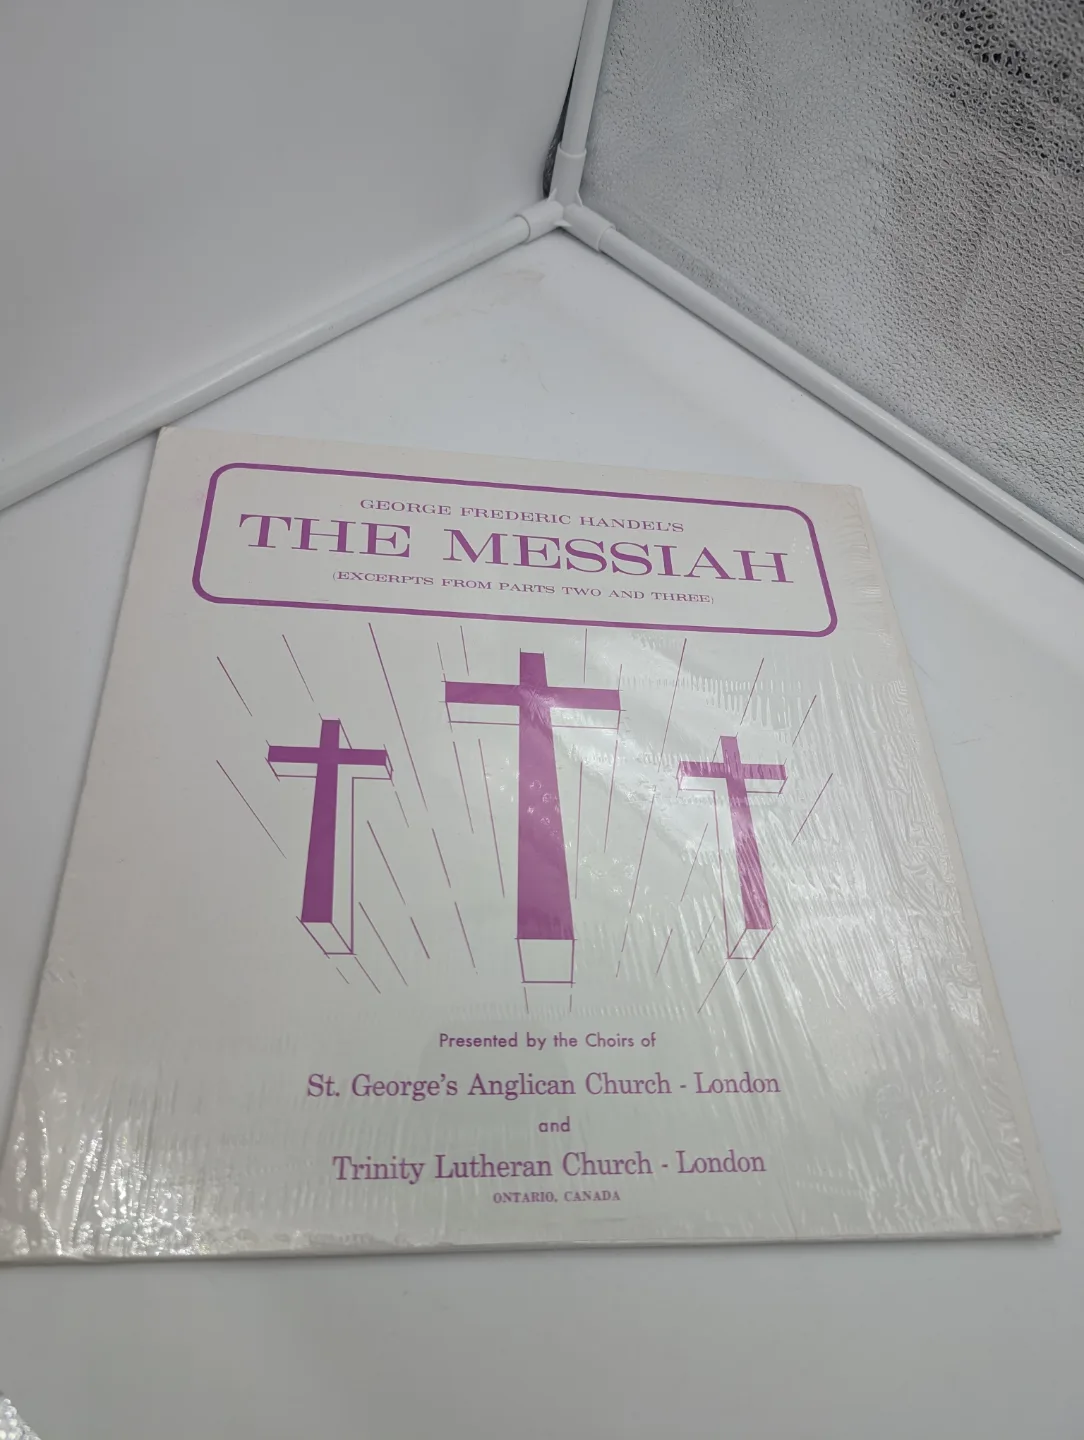 GEORGE FREDERIC HANDEL'S
THE MESSIAH
(EXCERPTS FROM PARTS TWO AND THREE)
Presented by the Choirs of
St. George's Anglican Church - London
and
Trinity Lutheran Church - London
ONTARIO, CANADA